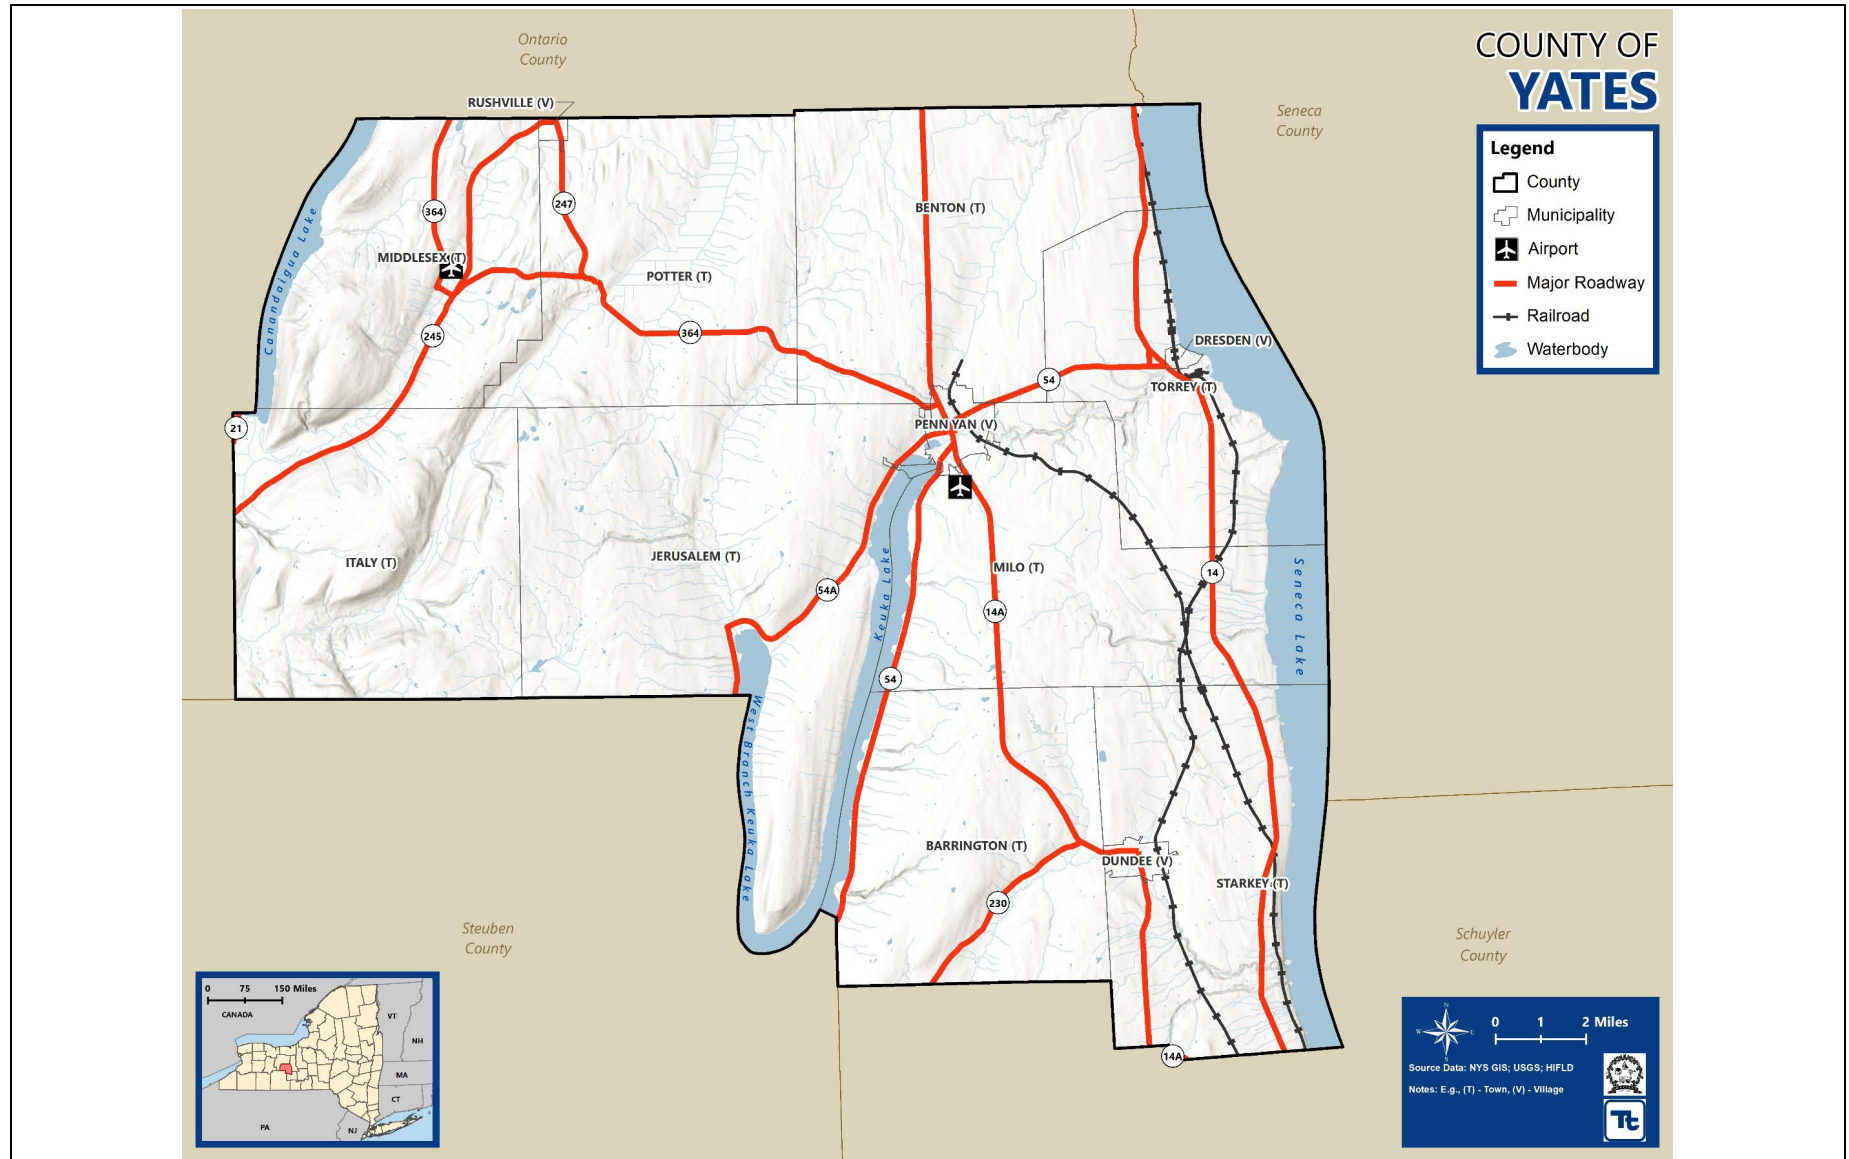 Ontario
County
COUNTY OF
YATES
RUSHVILLE (V)
Seneca
County
Legend
County
Municipality
Airport
Major Roadway
Railroad
Waterbody
364
247
BENTON (T)
Canandaigua Lake
MIDDLESEX (T)
POTTER (T)
245
364
DRESDEN (V)
54
TORREY (T)
21
PENN YAN (V)
ITALY (T)
JERUSALEM (T)
Keuka Lake
MILO (T)
14
Seneca Lake
54A
14A
54
West Branch Keuka Lake
BARRINGTON (T)
DUNDEE (V)
STARKEY (T)
230
Steuben
County
Schuyler
County
14A
0 75 150 Miles
CANADA
VT
NH
MA
CT
PA
NJ
N
W
S
0 1 2 Miles
Source Data: NYS GIS; USGS; HIFLD
Notes: E.g., (T) - Town, (V) - Village
Tt